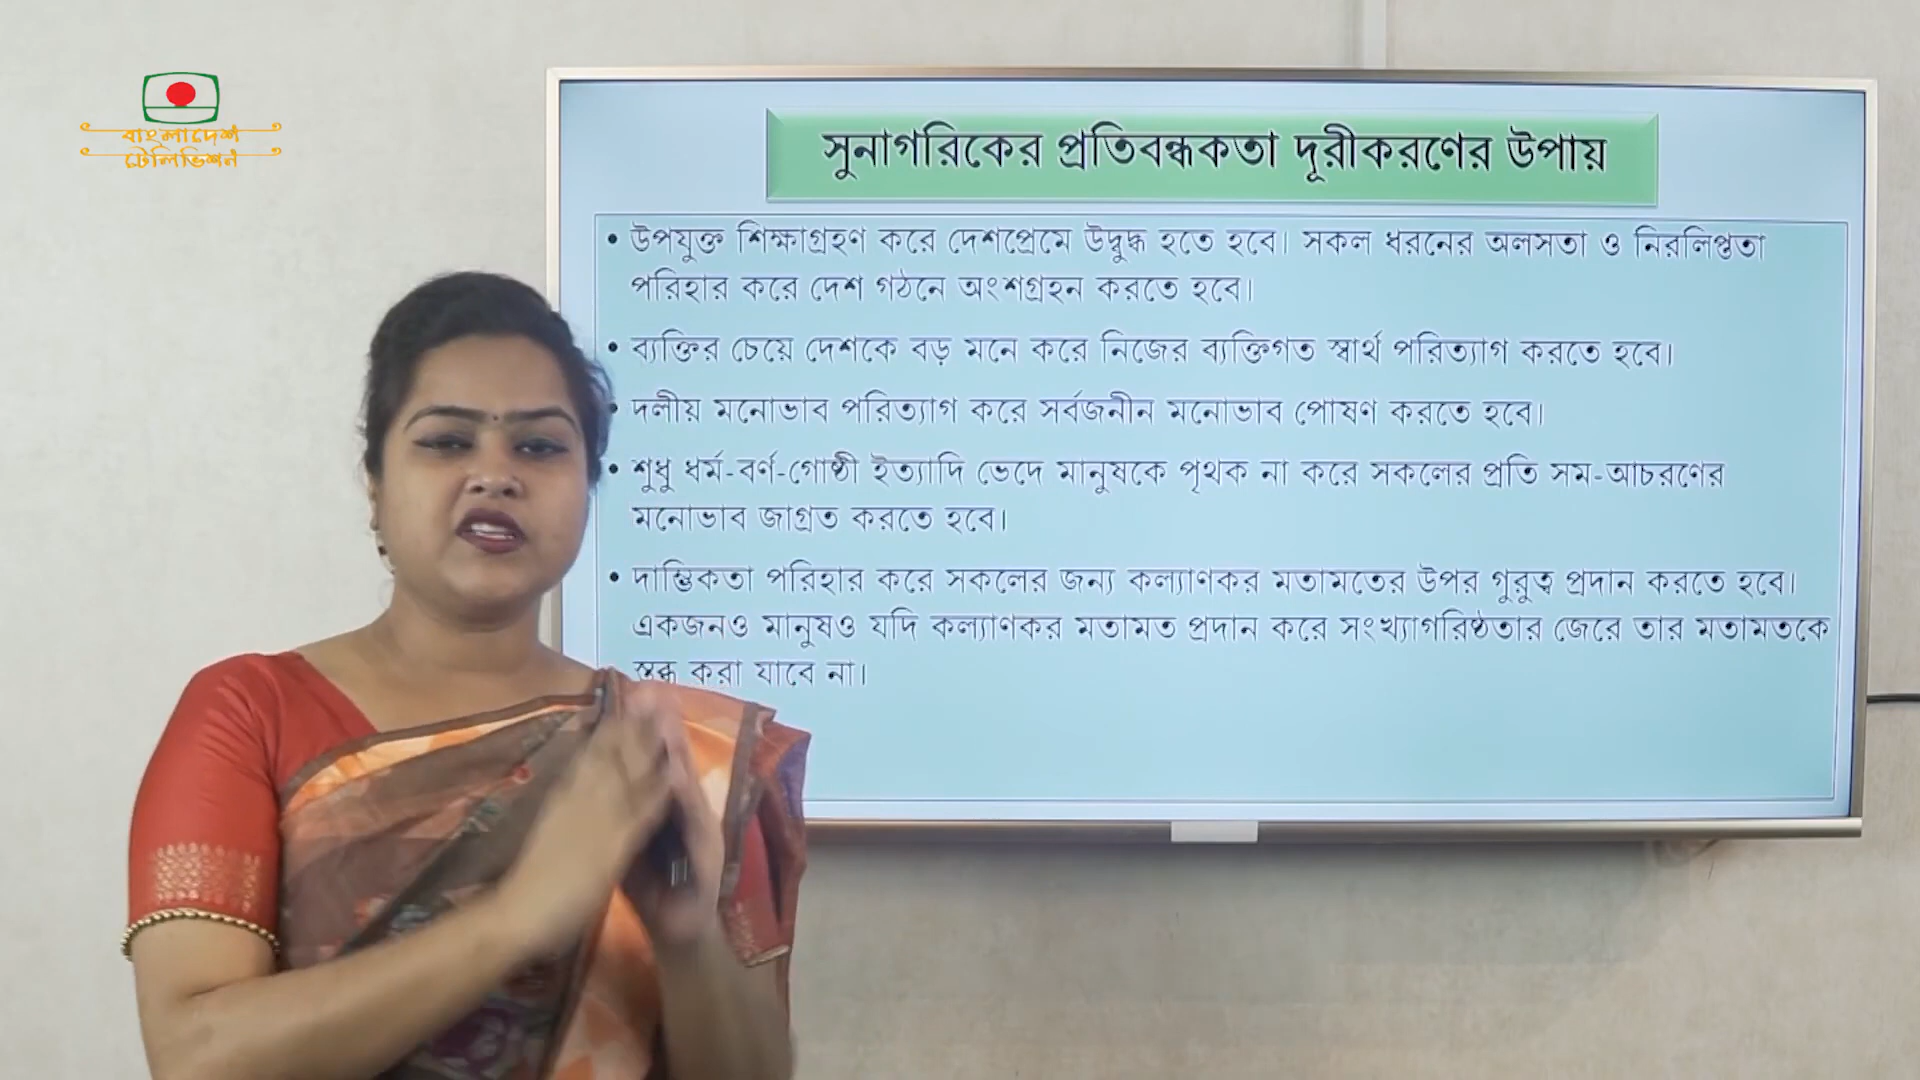 বাংলাদেশ
টেলিভিশন
সুনাগরিকের প্রতিবন্ধকতা দূরীকরণের উপায়
• উপযুক্ত শিক্ষাগ্রহণ করে দেশপ্রেমে উদ্বুদ্ধ হতে হবে। সকল ধরনের অলসতা ও নিরলিপ্ততা
পরিহার করে দেশ গঠনে অংশগ্রহন করতে হবে।
• ব্যক্তির চেয়ে দেশকে বড় মনে করে নিজের ব্যক্তিগত স্বার্থ পরিত্যাগ করতে হবে।
• দলীয় মনোভাব পরিত্যাগ করে সর্বজনীন মনোভাব পোষণ করতে হবে।
• শুধু ধর্ম-বর্ণ-গোষ্ঠী ইত্যাদি ভেদে মানুষকে পৃথক না করে সকলের প্রতি সম-আচরণের
মনোভাব জাগ্রত করতে হবে।
• দাম্ভিকতা পরিহার করে সকলের জন্য কল্যাণকর মতামতের উপর গুরুত্ব প্রদান করতে হবে।
একজনও মানুষও যদি কল্যাণকর মতামত প্রদান করে সংখ্যাগরিষ্ঠতার জেরে তার মতামতকে
স্তব্ধ করা যাবে না।